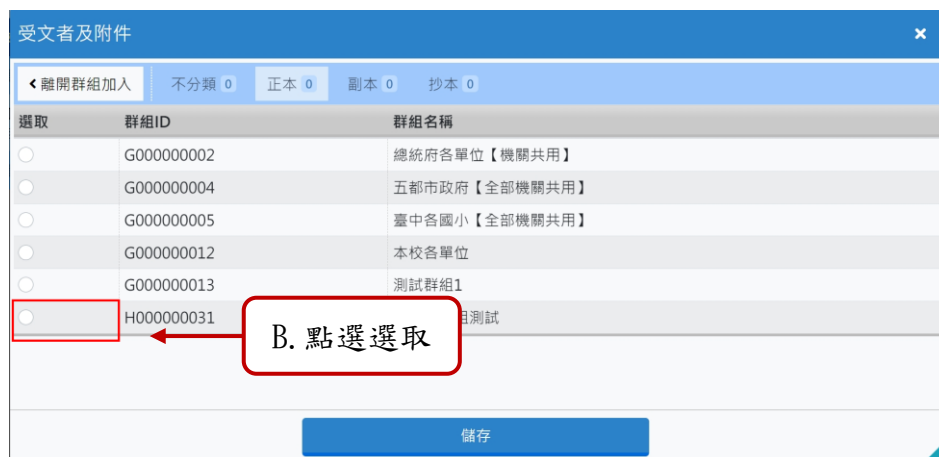 受文者及附件 ×
離開群組加入 不分類 0 正本 0 副本 0 抄本 0
選取 群組ID 群組名稱
G000000002 總統府各單位【機關共用】
G000000004 五都市政府【全部機關共用】
G000000005 臺中各國小【全部機關共用】
G000000012 本校各單位
G000000013 測試群組1
H000000031 組測試
B.點選選取
儲存